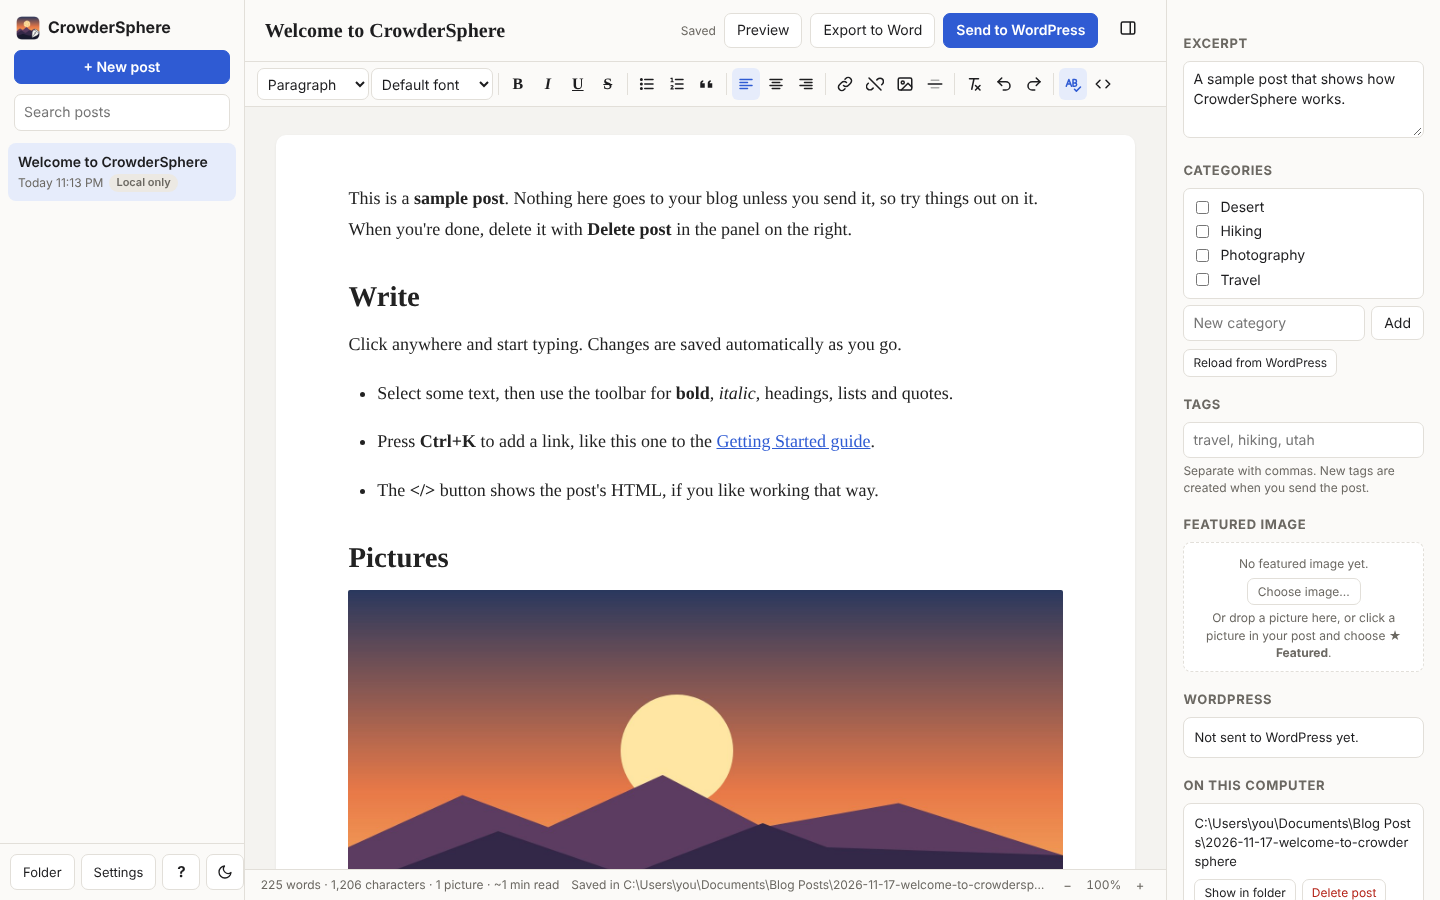 CrowderSphere
+ New post
Search posts
Welcome to CrowderSphere
Today 11:13 PM Local only
Folder Settings ?
Welcome to CrowderSphere
Saved Preview Export to Word Send to WordPress
Paragraph Default font B I U S
This is a sample post. Nothing here goes to your blog unless you send it, so try things out on it.
When you're done, delete it with Delete post in the panel on the right.
Write
Click anywhere and start typing. Changes are saved automatically as you go.
• Select some text, then use the toolbar for bold, italic, headings, lists and quotes.
• Press Ctrl+K to add a link, like this one to the Getting Started guide.
• The </> button shows the post's HTML, if you like working that way.
Pictures
225 words · 1,206 characters · 1 picture · ~1 min read Saved in C:\Users\you\Documents\Blog Posts\2026-11-17-welcome-to-crowdersp... − 100% +
EXCERPT
A sample post that shows how
CrowderSphere works.
CATEGORIES
Desert
Hiking
Photography
Travel
New category Add
Reload from WordPress
TAGS
travel, hiking, utah
Separate with commas. New tags are
created when you send the post.
FEATURED IMAGE
No featured image yet.
Choose image...
Or drop a picture here, or click a
picture in your post and choose ★
Featured.
WORDPRESS
Not sent to WordPress yet.
ON THIS COMPUTER
C:\Users\you\Documents\Blog Post
s\2026-11-17-welcome-to-crowder
sphere
Show in folder Delete post